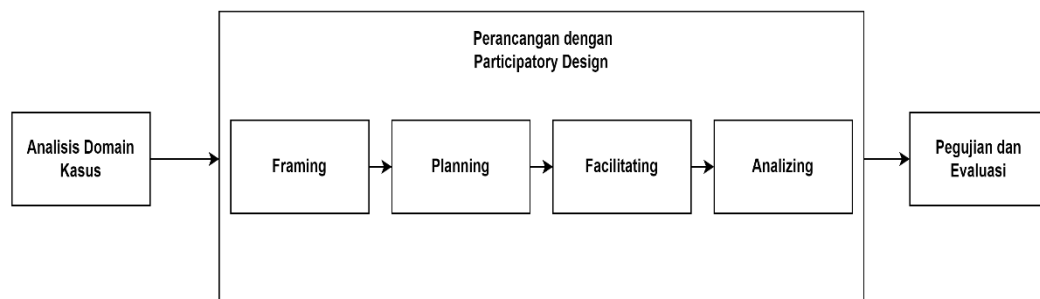 Perancangan dengan
Participatory Design
Analisis Domain
Kasus
Framing
Planning
Facilitating
Analizing
Pegujian dan
Evaluasi